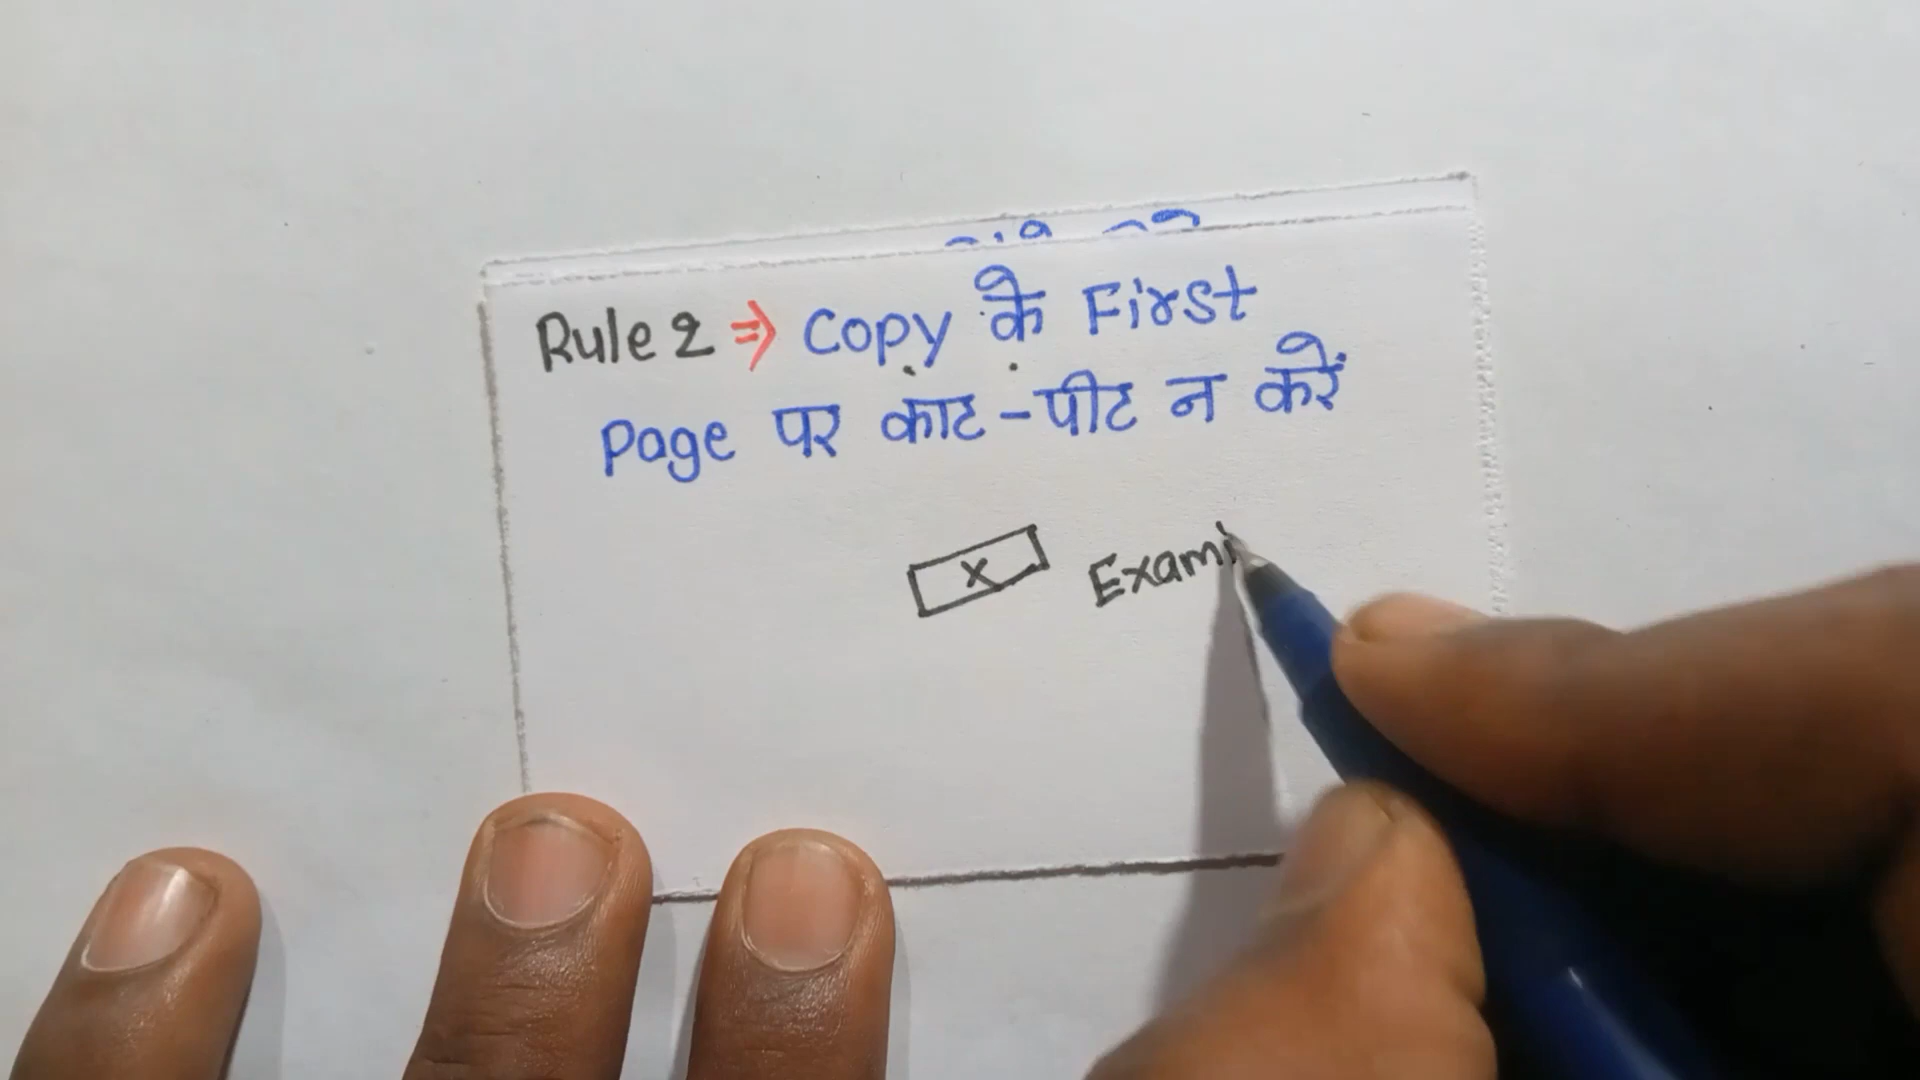 Rule 2 ⇒ Copy के First
Page पर काट-पीट न करें
x Exami